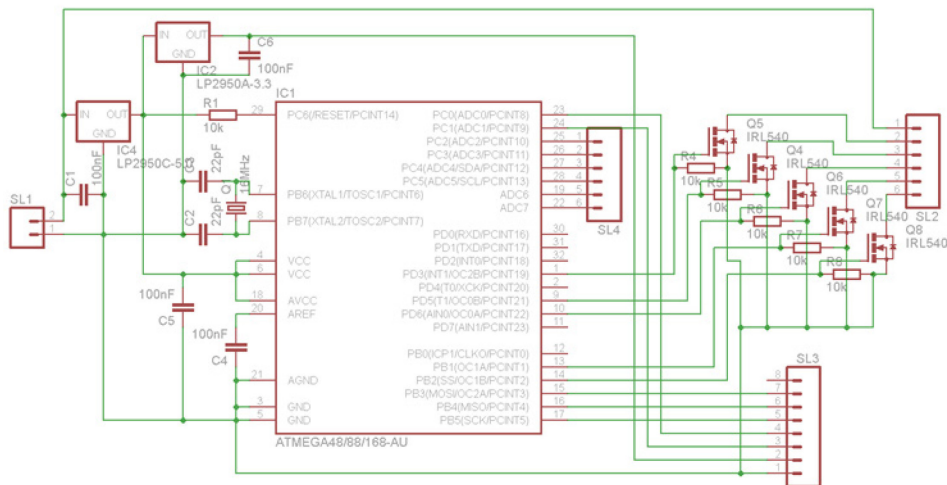 IN OUT
GND
IC2
LP2950A-3.3
C6
100nF
IN OUT
GND
IC4
LP2950C-5.0
R1
10k
C1
100nF
SL1
2
1
C3
22pF
C2
22pF
Q1
16MHz
100nF
C5
100nF
C4
IC1
29 PC6(/RESET/PCINT14)
7 PB6(XTAL1/TOSC1/PCINT6)
8 PB7(XTAL2/TOSC2/PCINT7)
4 VCC
6 VCC
18 AVCC
20 AREF
21 AGND
3 GND
5 GND
PC0(ADC0/PCINT8) 23
PC1(ADC1/PCINT9) 24
PC2(ADC2/PCINT10) 25
PC3(ADC3/PCINT11) 26
PC4(ADC4/SDA/PCINT12) 27
PC5(ADC5/SCL/PCINT13) 28
ADC6 19
ADC7 22
PD0(RXD/PCINT16) 30
PD1(TXD/PCINT17) 31
PD2(INT0/PCINT18) 32
PD3(INT1/OC2B/PCINT19) 1
PD4(T0/XCK/PCINT20) 2
PD5(T1/OC0B/PCINT21) 9
PD6(AIN0/OC0A/PCINT22) 10
PD7(AIN1/PCINT23) 11
PB0(ICP1/CLKO/PCINT0) 12
PB1(OC1A/PCINT1) 13
PB2(SS/OC1B/PCINT2) 14
PB3(MOSI/OC2A/PCINT3) 15
PB4(MISO/PCINT4) 16
PB5(SCK/PCINT5) 17
ATMEGA48/88/168-AU
1
2
3
4
5
6
SL4
Q5
IRL540
Q4
IRL540
Q6
IRL540
Q7
IRL540
Q8
IRL540
R4
10k
R5
10k
R6
10k
R7
10k
R8
10k
1
2
3
4
5
6
SL2
SL3
8
7
6
5
4
3
2
1